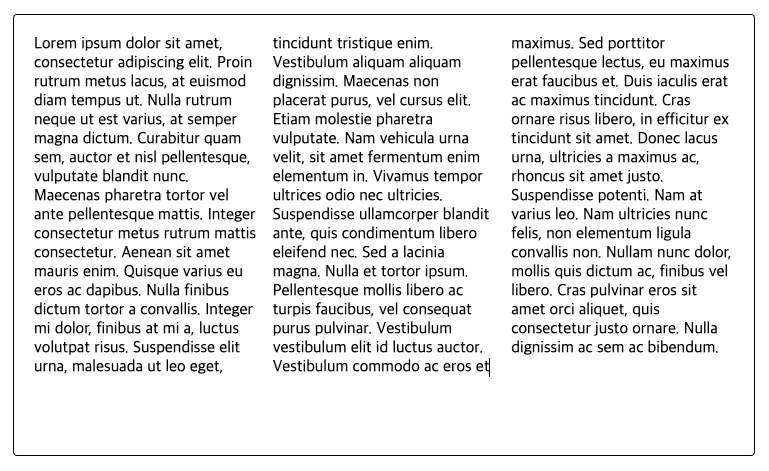 Lorem ipsum dolor sit amet,
consectetur adipiscing elit. Proin
rutrum metus lacus, at euismod
diam tempus ut. Nulla rutrum
neque ut est varius, at semper
magna dictum. Curabitur quam
sem, auctor et nisl pellentesque,
vulputate blandit nunc.
Maecenas pharetra tortor vel
ante pellentesque mattis. Integer
consectetur metus rutrum mattis
consectetur. Aenean sit amet
mauris enim. Quisque varius eu
eros ac dapibus. Nulla finibus
dictum tortor a convallis. Integer
mi dolor, finibus at mi a, luctus
volutpat risus. Suspendisse elit
urna, malesuada ut leo eget,
tincidunt tristique enim.
Vestibulum aliquam aliquam
dignissim. Maecenas non
placerat purus, vel cursus elit.
Etiam molestie pharetra
vulputate. Nam vehicula urna
velit, sit amet fermentum enim
elementum in. Vivamus tempor
ultrices odio nec ultricies.
Suspendisse ullamcorper blandit
ante, quis condimentum libero
eleifend nec. Sed a lacinia
magna. Nulla et tortor ipsum.
Pellentesque mollis libero ac
turpis faucibus, vel consequat
purus pulvinar. Vestibulum
vestibulum elit id luctus auctor.
Vestibulum commodo ac eros et
maximus. Sed porttitor
pellentesque lectus, eu maximus
erat faucibus et. Duis iaculis erat
ac maximus tincidunt. Cras
ornare risus libero, in efficitur ex
tincidunt sit amet. Donec lacus
urna, ultricies a maximus ac,
rhoncus sit amet justo.
Suspendisse potenti. Nam at
varius leo. Nam ultricies nunc
felis, non elementum ligula
convallis non. Nullam nunc dolor,
mollis quis dictum ac, finibus vel
libero. Cras pulvinar eros sit
amet orci aliquet, quis
consectetur justo ornare. Nulla
dignissim ac sem ac bibendum.